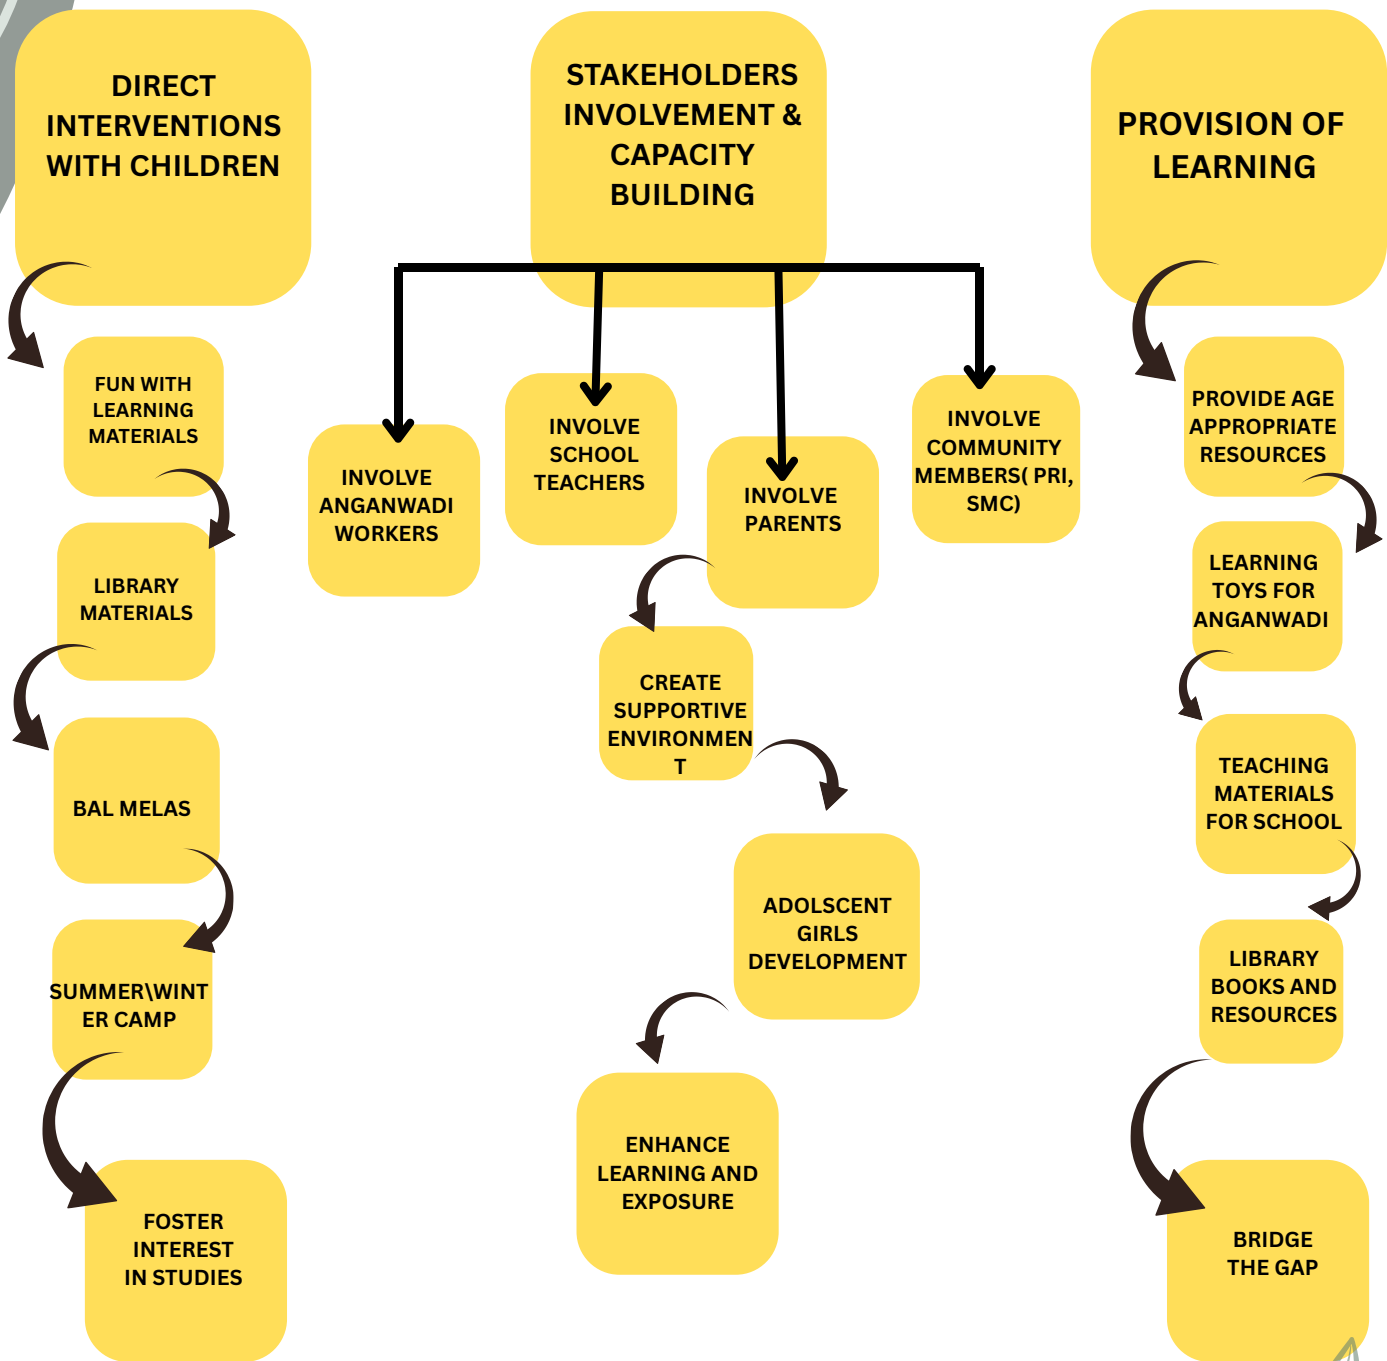 DIRECT
INTERVENTIONS
WITH CHILDREN
FUN WITH
LEARNING
MATERIALS
LIBRARY
MATERIALS
BAL MELAS
SUMMER\WINT
ER CAMP
FOSTER
INTEREST
IN STUDIES
STAKEHOLDERS
INVOLVEMENT &
CAPACITY
BUILDING
INVOLVE
ANGANWADI
WORKERS
INVOLVE
SCHOOL
TEACHERS
INVOLVE
PARENTS
INVOLVE
COMMUNITY
MEMBERS( PRI,
SMC)
CREATE
SUPPORTIVE
ENVIRONMEN
T
ADOLSCENT
GIRLS
DEVELOPMENT
ENHANCE
LEARNING AND
EXPOSURE
PROVISION OF
LEARNING
PROVIDE AGE
APPROPRIATE
RESOURCES
LEARNING
TOYS FOR
ANGANWADI
TEACHING
MATERIALS
FOR SCHOOL
LIBRARY
BOOKS AND
RESOURCES
BRIDGE
THE GAP